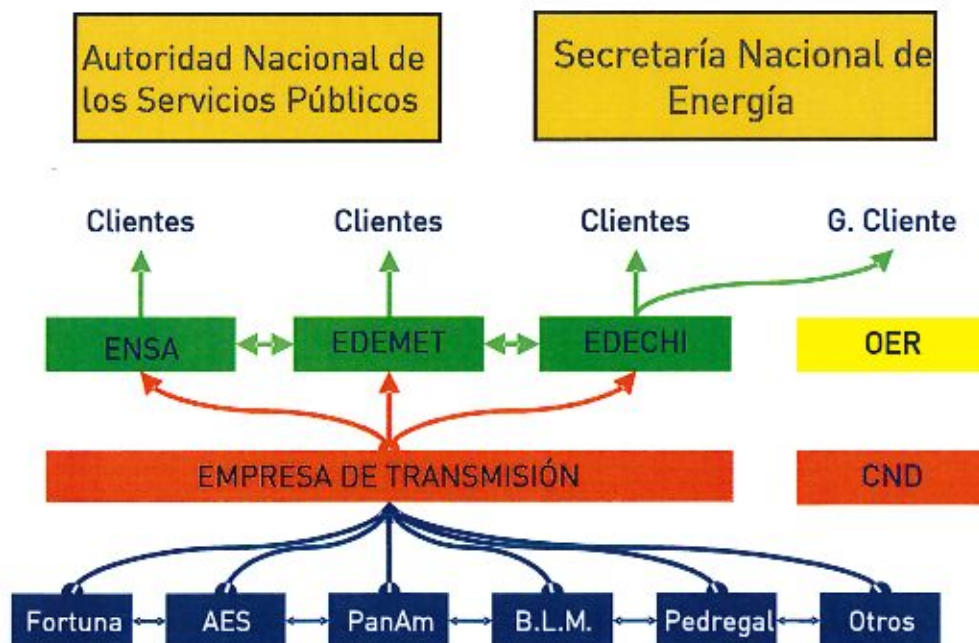 Autoridad Nacional de
los Servicios Públicos
Secretaría Nacional de
Energía
Clientes
Clientes
Clientes
G. Cliente
ENSA
EDEMET
EDECHI
OER
EMPRESA DE TRANSMISIÓN
CND
Fortuna
AES
PanAm
B.L.M.
Pedregal
Otros